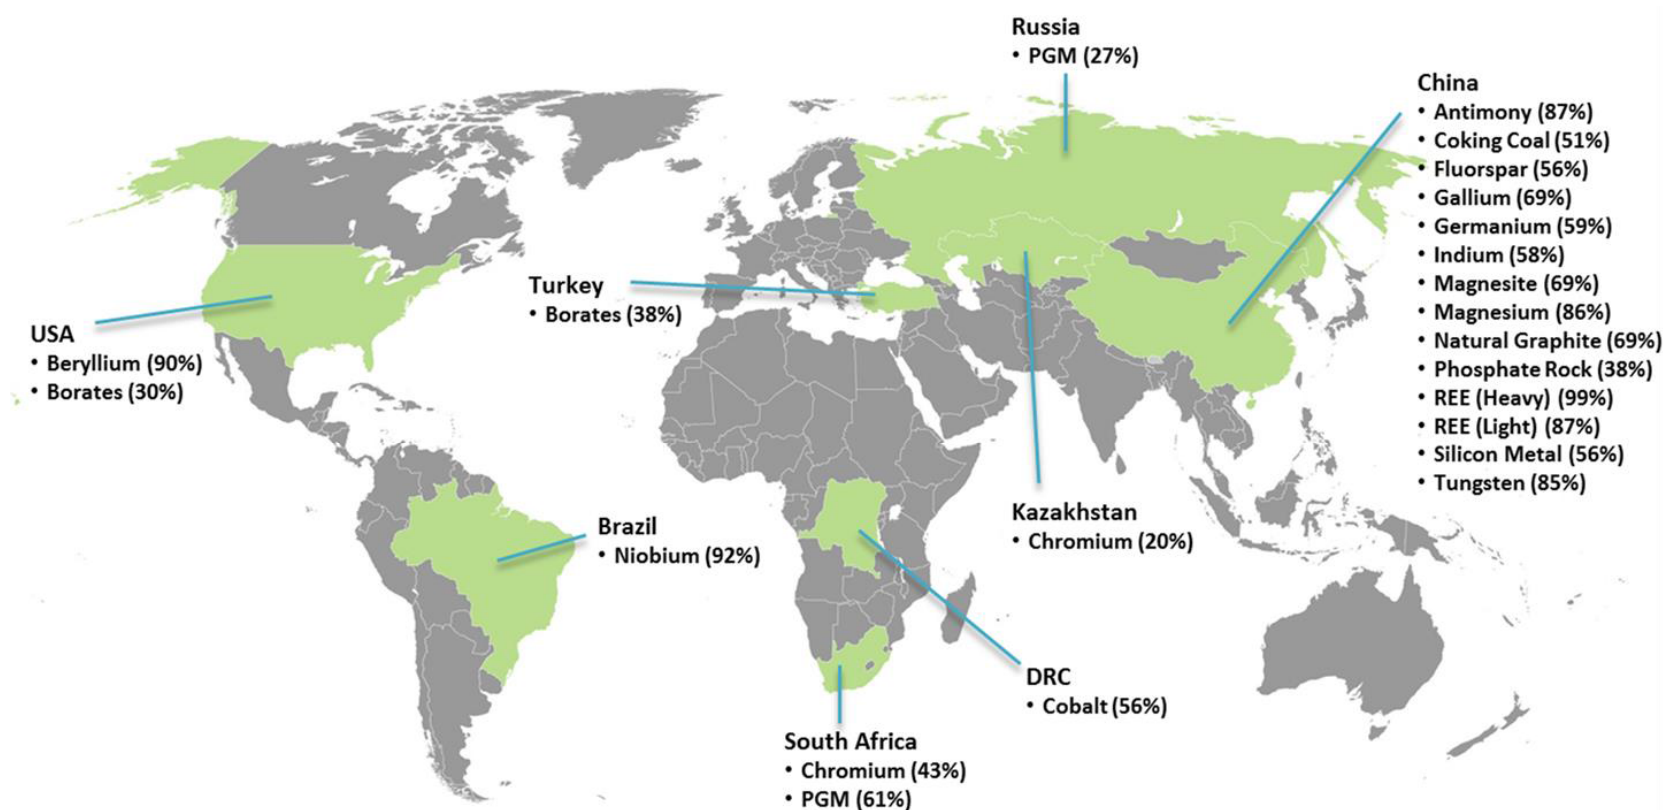 Russia
• PGM (27%)
China
• Antimony (87%)
• Coking Coal (51%)
• Fluorspar (56%)
• Gallium (69%)
• Germanium (59%)
• Indium (58%)
• Magnesite (69%)
• Magnesium (86%)
• Natural Graphite (69%)
• Phosphate Rock (38%)
• REE (Heavy) (99%)
• REE (Light) (87%)
• Silicon Metal (56%)
• Tungsten (85%)
Turkey
• Borates (38%)
USA
• Beryllium (90%)
• Borates (30%)
Kazakhstan
• Chromium (20%)
Brazil
• Niobium (92%)
DRC
• Cobalt (56%)
South Africa
• Chromium (43%)
• PGM (61%)